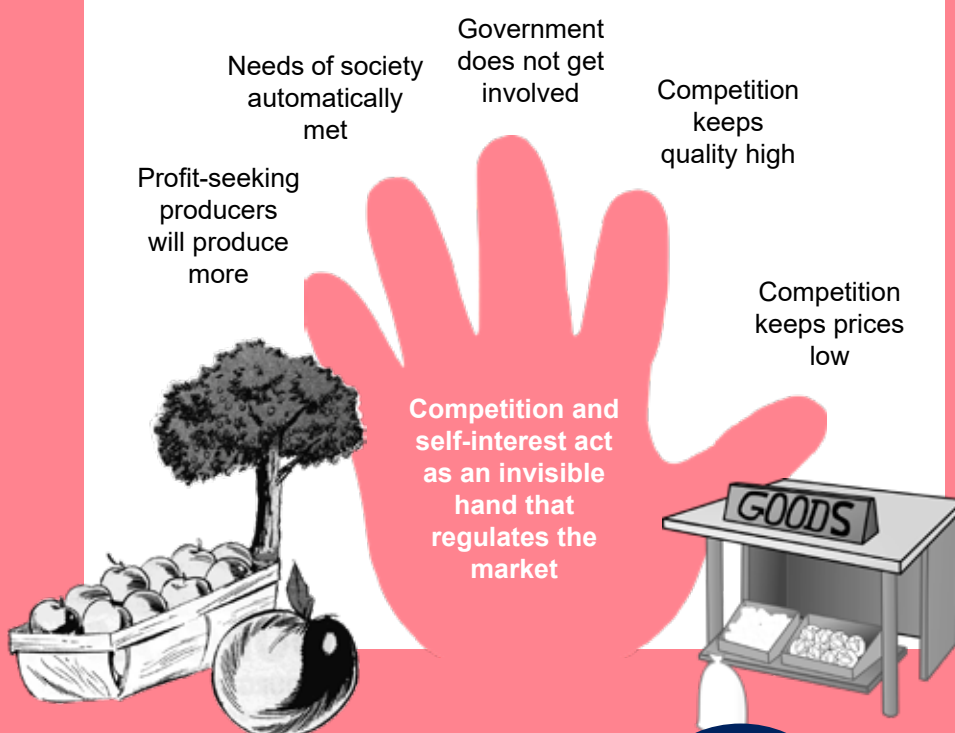 Government
does not get
involved
Needs of society
automatically
met
Competition
keeps
quality high
Profit-seeking
producers
will produce
more
Competition
keeps prices
low
Competition and
self-interest act
as an invisible
hand that
regulates the
market
GOODS